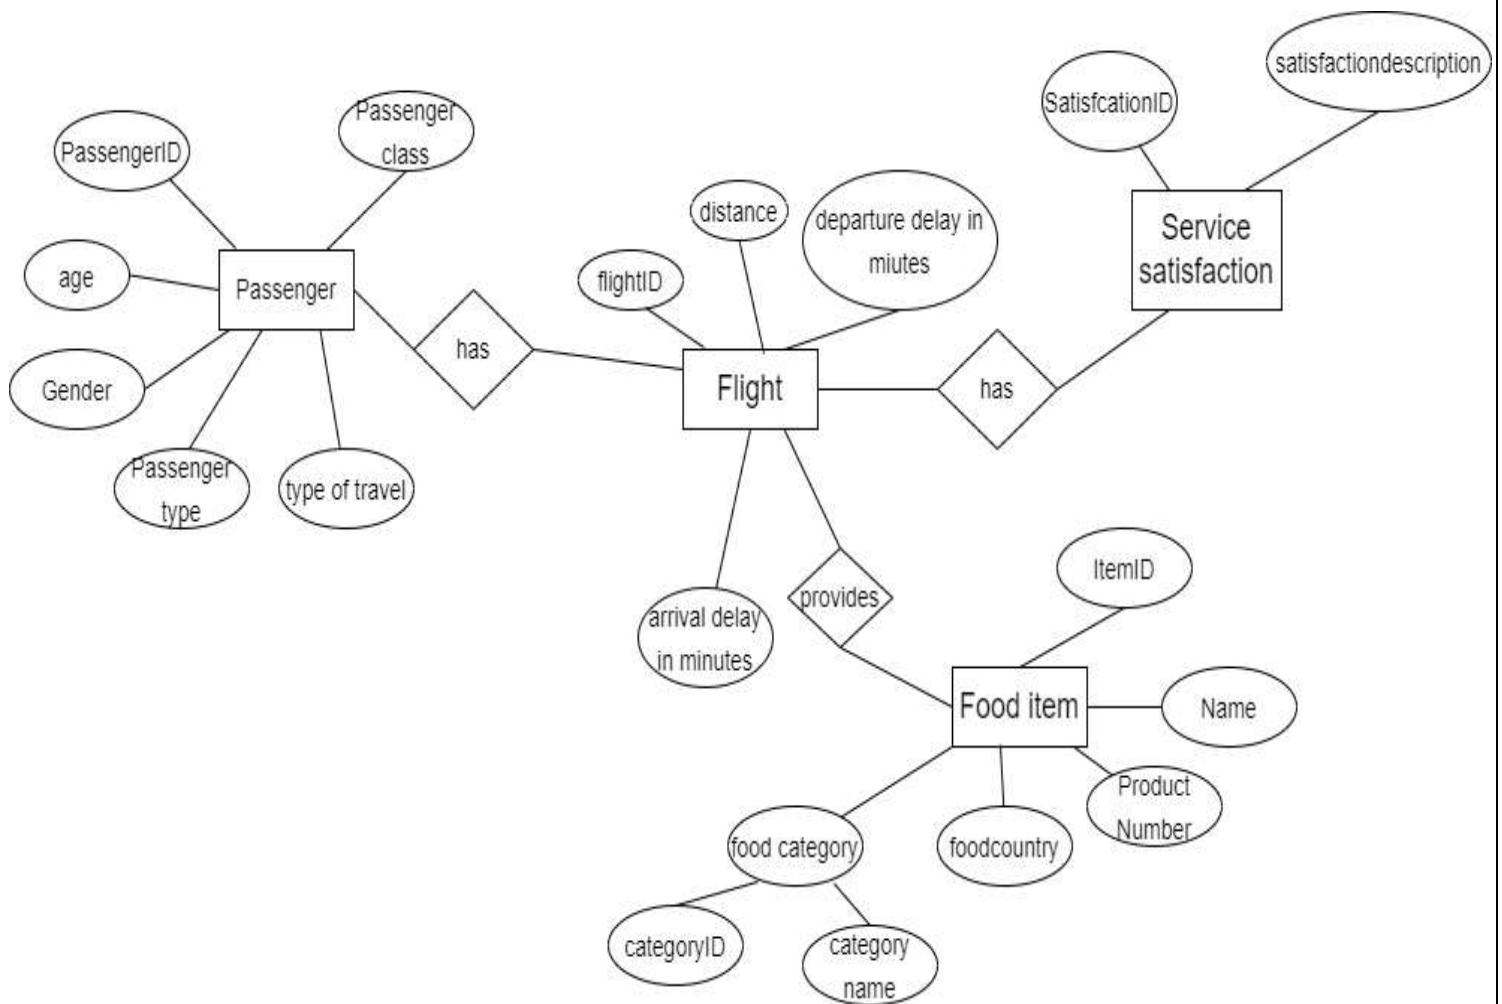 satisfactiondescription
SatisfcationID
Passenger
class
PassengerID
distance
departure delay in
miutes
Service
satisfaction
age
Passenger
flightID
has
Flight
has
Gender
Passenger
type
type of travel
ItemID
provides
arrival delay
in minutes
Food item
Name
Product
Number
food category
foodcountry
categoryID
category
name